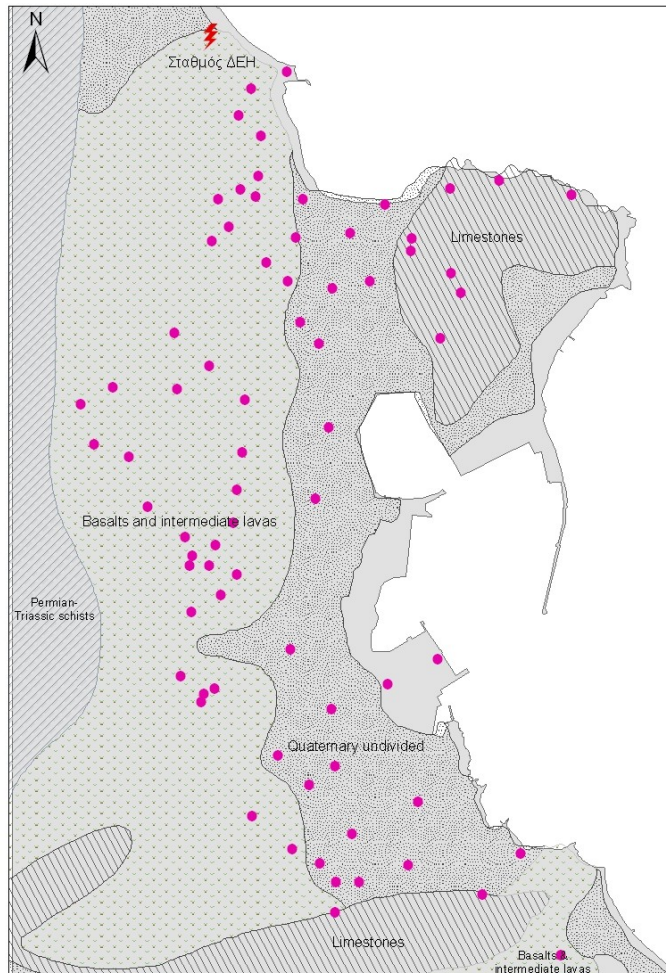 N
Σταθμός ΔΕΗ
Limestones
Basalts and intermediate lavas
Permian-
Triassic schists
Quaternary undivided
Limestones
Basalts &
intermediate lavas